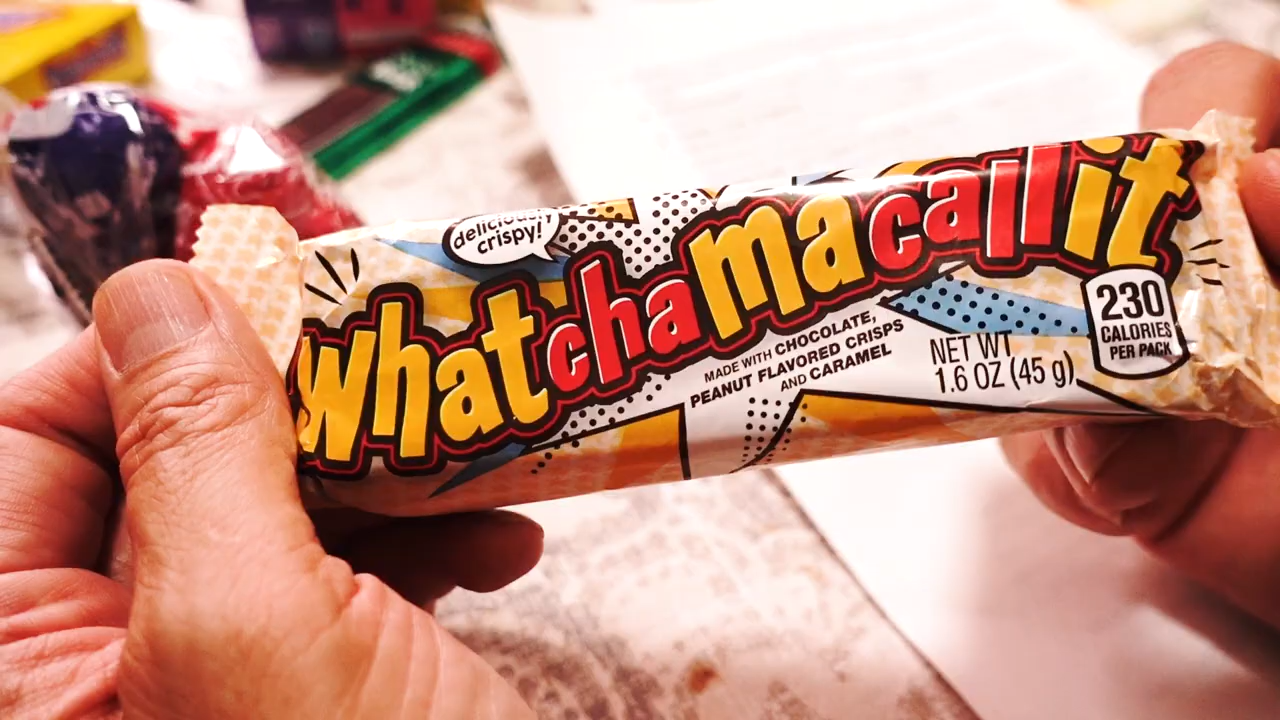 deliciously
crispy!
whatchamacallit
MADE WITH CHOCOLATE,
PEANUT FLAVORED CRISPS
AND CARAMEL
NET WT
1.6 OZ (45 g)
230
CALORIES
PER PACK